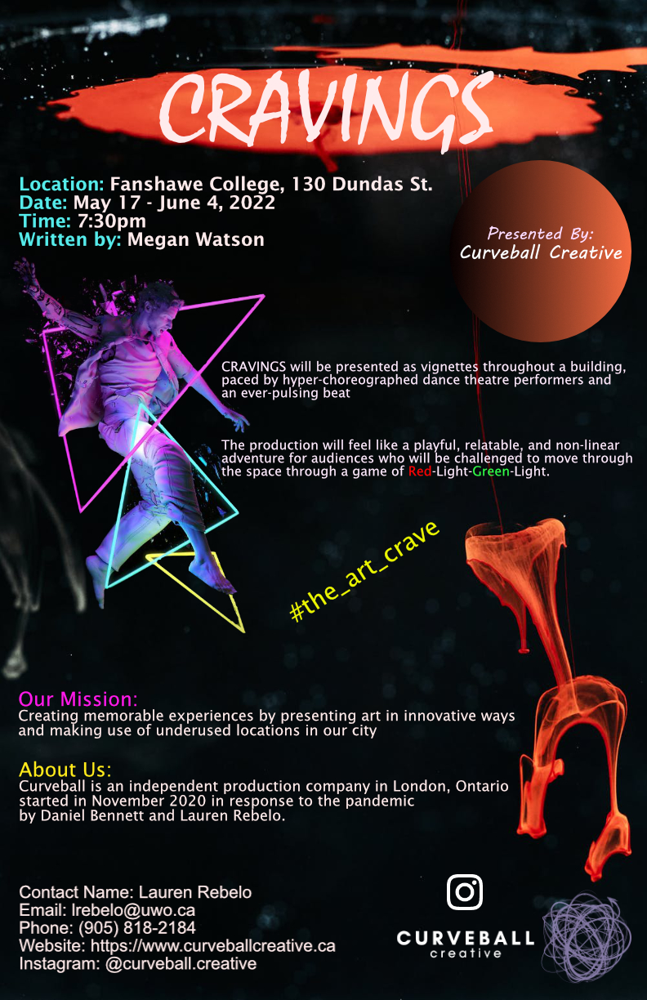 CRAVINGS
Location: Fanshawe College, 130 Dundas St.
Date: May 17 - June 4, 2022
Time: 7:30pm
Written by: Megan Watson
Presented By:
Curveball Creative
CRAVINGS will be presented as vignettes throughout a building,
paced by hyper-choreographed dance theatre performers and
an ever-pulsing beat
The production will feel like a playful, relatable, and non-linear
adventure for audiences who will be challenged to move through
the space through a game of Red-Light-Green-Light.
#the_art_crave
Our Mission:
Creating memorable experiences by presenting art in innovative ways
and making use of underused locations in our city
About Us:
Curveball is an independent production company in London, Ontario
started in November 2020 in response to the pandemic
by Daniel Bennett and Lauren Rebelo.
Contact Name: Lauren Rebelo
Email: lrebelo@uwo.ca
Phone: (905) 818-2184
Website: https://www.curveballcreative.ca
Instagram: @curveball.creative
CURVEBALL
creative